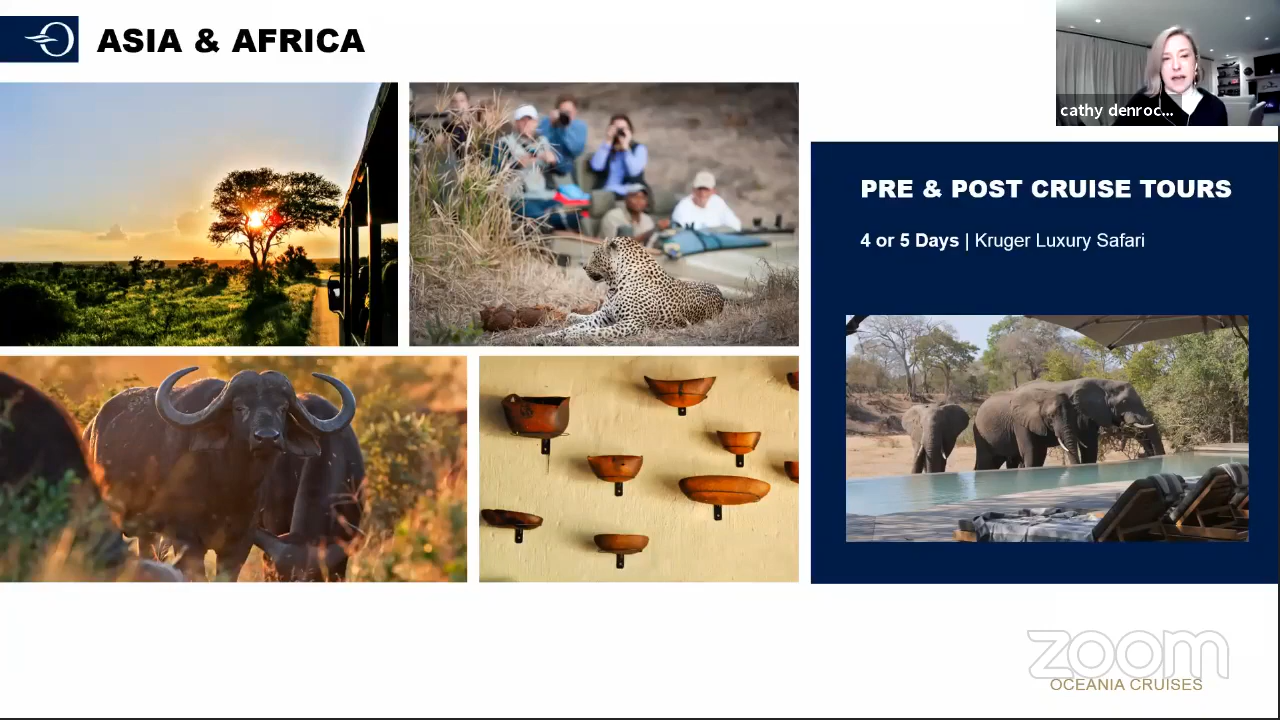 ASIA & AFRICA
cathy denroc...
PRE & POST CRUISE TOURS
4 or 5 Days | Kruger Luxury Safari
zoom
OCEANIA CRUISES